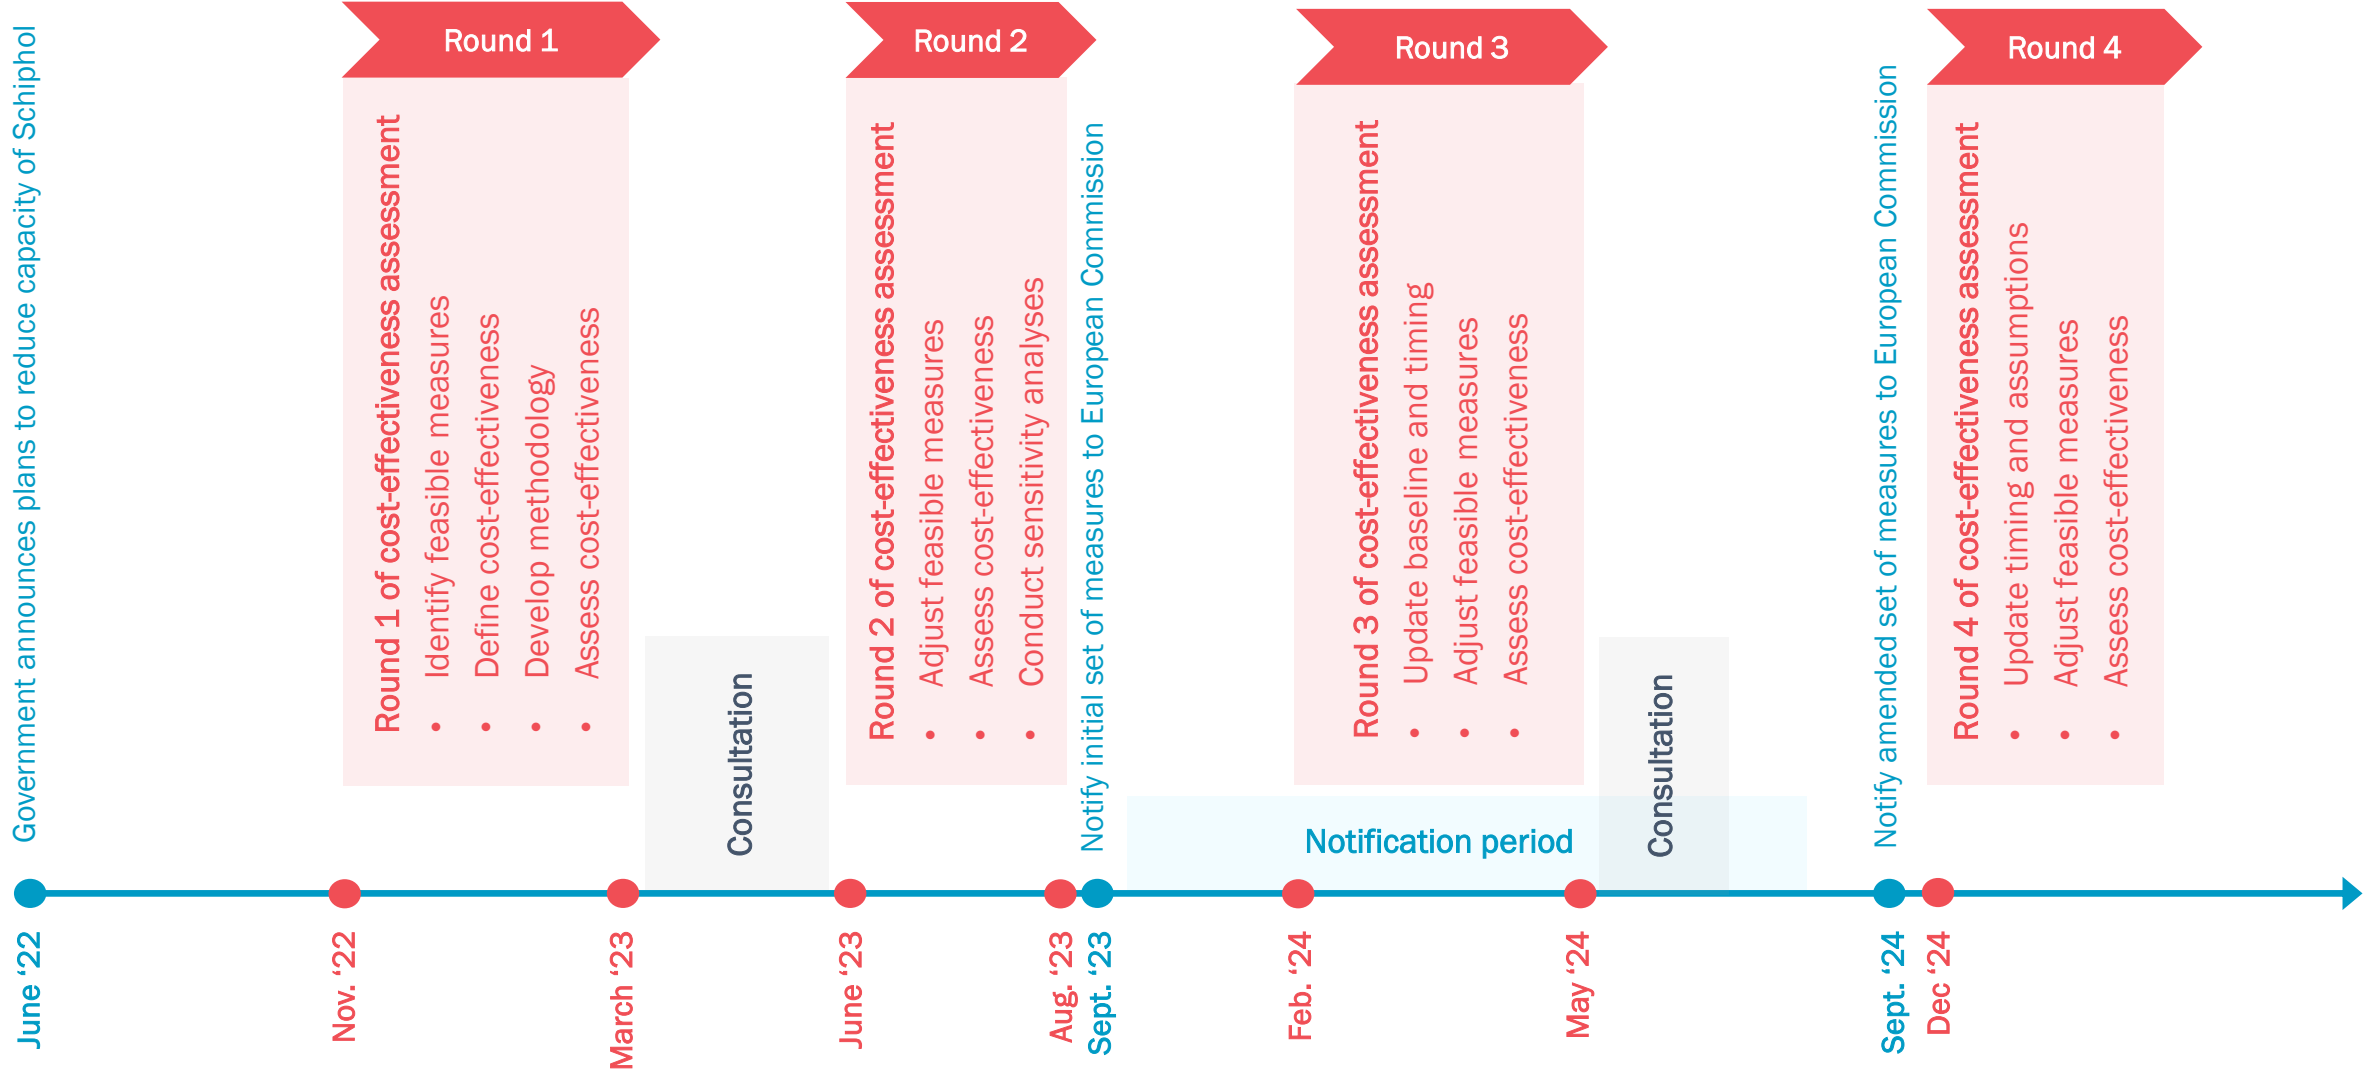 Government announces plans to reduce capacity of Schiphol
Round 1
Round 1 of cost-effectiveness assessment
• Identify feasible measures
• Define cost-effectiveness
• Develop methodology
• Assess cost-effectiveness
Consultation
Round 2
Round 2 of cost-effectiveness assessment
• Adjust feasible measures
• Assess cost-effectiveness
• Conduct sensitivity analyses
Notify initial set of measures to European Commission
Round 3
Round 3 of cost-effectiveness assessment
• Update baseline and timing
• Adjust feasible measures
• Assess cost-effectiveness
Notification period
Consultation
Notify amended set of measures to European Commission
Round 4
Round 4 of cost-effectiveness assessment
• Update timing and assumptions
• Adjust feasible measures
• Assess cost-effectiveness
June ‘22
Nov. ‘22
March ‘23
June ‘23
Aug. ‘23
Sept. ‘23
Feb. ‘24
May ‘24
Sept. ‘24
Dec ‘24